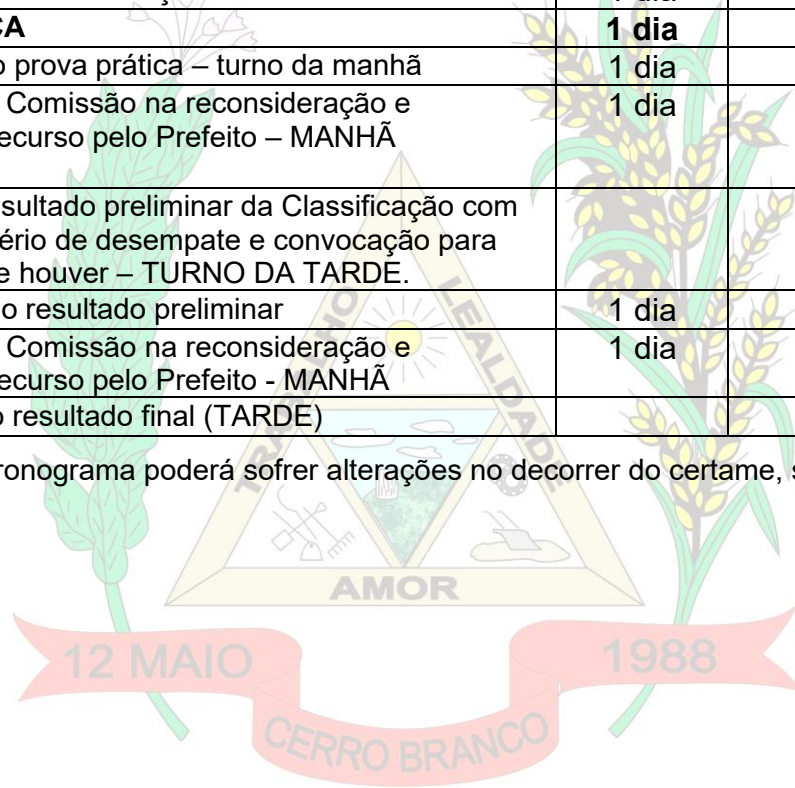 CA
1 dia
o prova prática – turno da manhã
1 dia
Comissão na reconsideração e
1 dia
ecurso pelo Prefeito – MANHÃ
sultado preliminar da Classificação com
ério de desempate e convocação para
e houver – TURNO DA TARDE.
o resultado preliminar
1 dia
Comissão na reconsideração e
1 dia
ecurso pelo Prefeito - MANHÃ
o resultado final (TARDE)
ronograma poderá sofrer alterações no decorrer do certame, s
TRABALHO
LEALDADE
AMOR
12 MAIO
1988
CERRO BRANCO